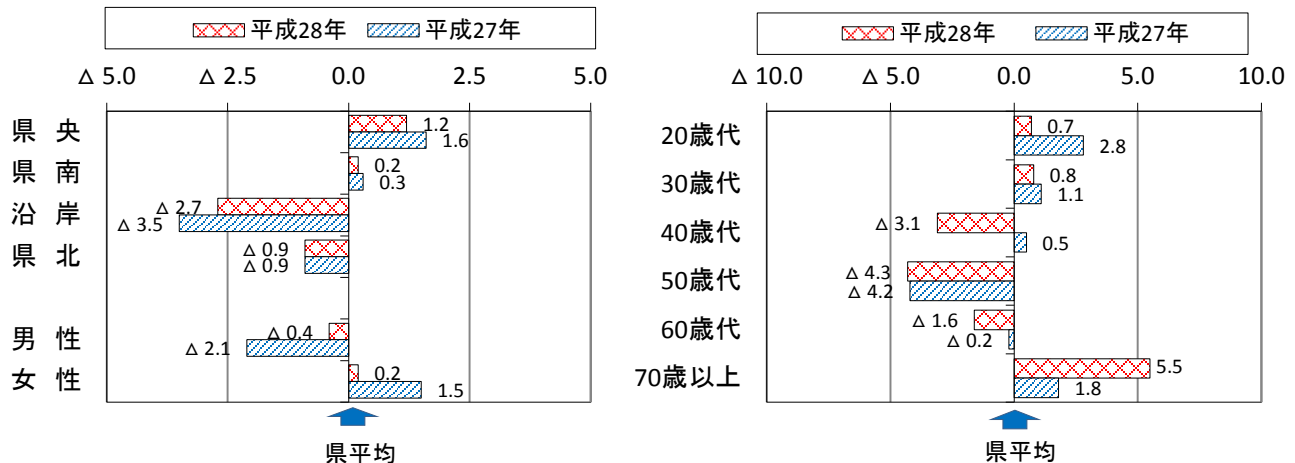 平成28年 平成27年
△ 5.0 △ 2.5 0.0 2.5 5.0
県 央 1.2
1.6
県 南 0.2
0.3
沿 岸 △ 2.7
△ 3.5
県 北 △ 0.9
△ 0.9
男 性 △ 0.4
△ 2.1
女 性 0.2
1.5
県平均
平成28年 平成27年
△ 10.0 △ 5.0 0.0 5.0 10.0
20歳代 0.7
2.8
30歳代 0.8
1.1
40歳代 △ 3.1
0.5
50歳代 △ 4.3
△ 4.2
60歳代 △ 1.6
△ 0.2
70歳以上 5.5
1.8
県平均